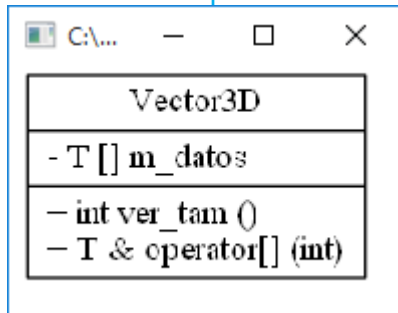 C:\...
Vector3D
- T [] m_datos
– int ver_tam ()
– T & operator[] (int)